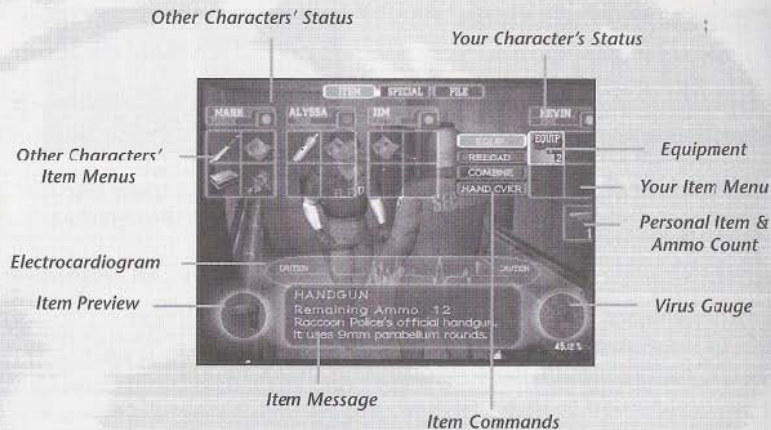 Other Characters' Status
Your Character's Status
ITEM SPECIAL FILE
MARK ALYSSA JIM KEVIN
EQUIP EQUIP
RELOAD 12
COMBINE
HAND OVER
1
Other Characters'
Item Menus
Equipment
Your Item Menu
Personal Item &
Ammo Count
Electrocardiogram
CAUTION CAUTION
Item Preview
Virus Gauge
HANDGUN
Remaining Ammo 12
Raccoon Police's official handgun.
It uses 9mm parabellum rounds.
45.12 %
Item Message
Item Commands